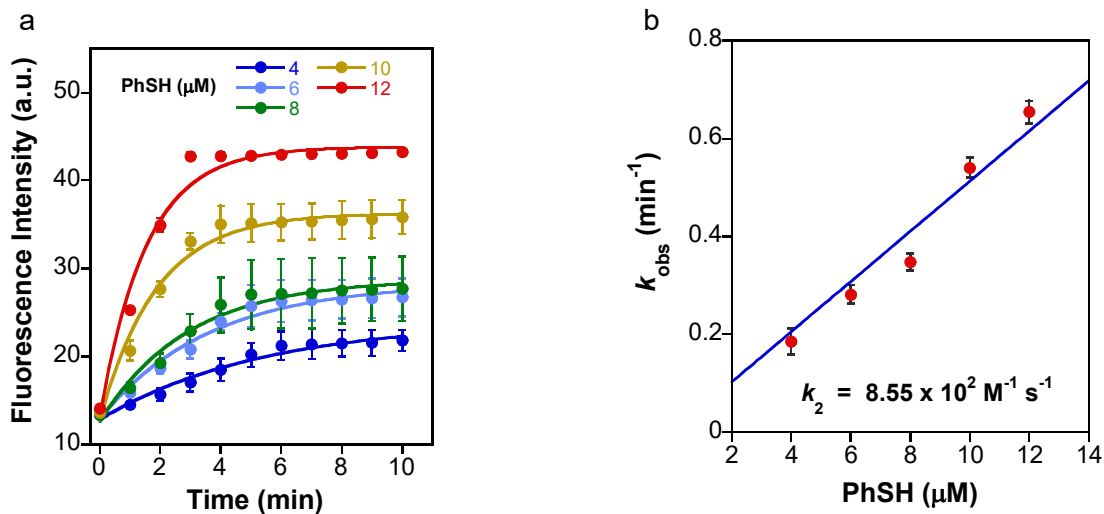 a
Fluorescence Intensity (a.u.)
50
40
30
20
10
PhSH (μM)
4
6
8
10
12
0 2 4 6 8 10
Time (min)
b
k_obs (min⁻¹)
0.8
0.6
0.4
0.2
0
k₂ = 8.55 x 10² M⁻¹ s⁻¹
2 4 6 8 10 12 14
PhSH (μM)